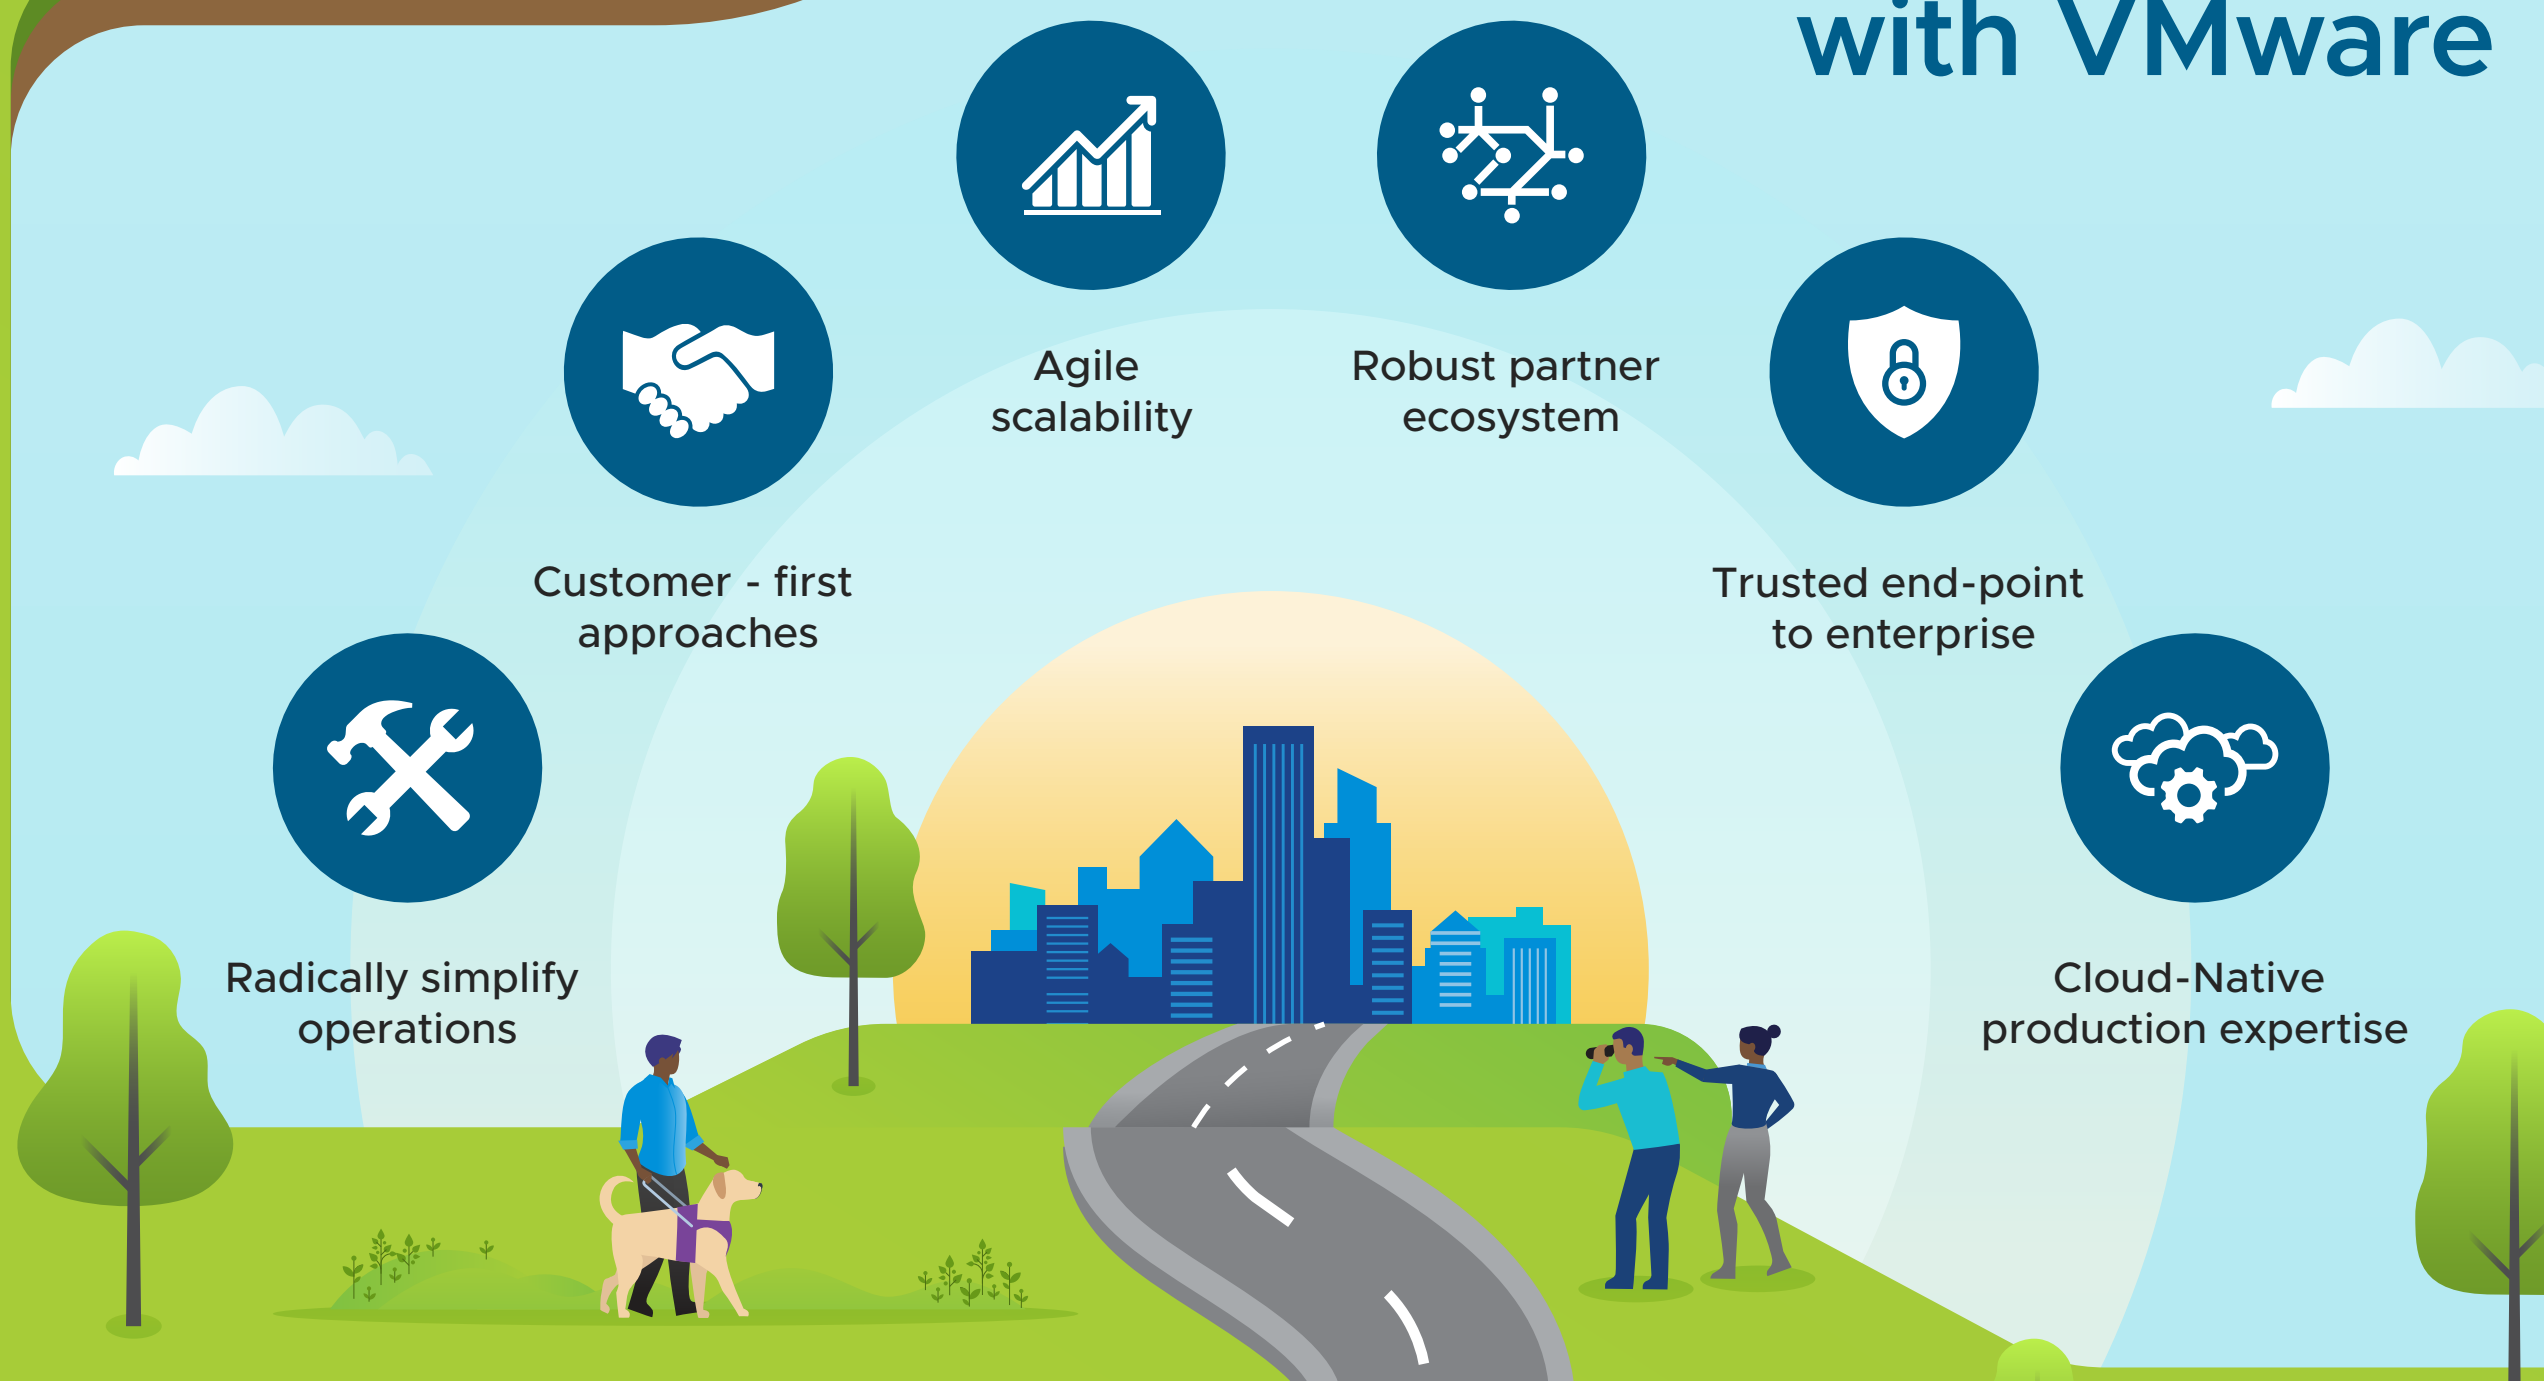 with VMware
Agile
scalability
Robust partner
ecosystem
Customer - first
approaches
Trusted end-point
to enterprise
Radically simplify
operations
Cloud-Native
production expertise